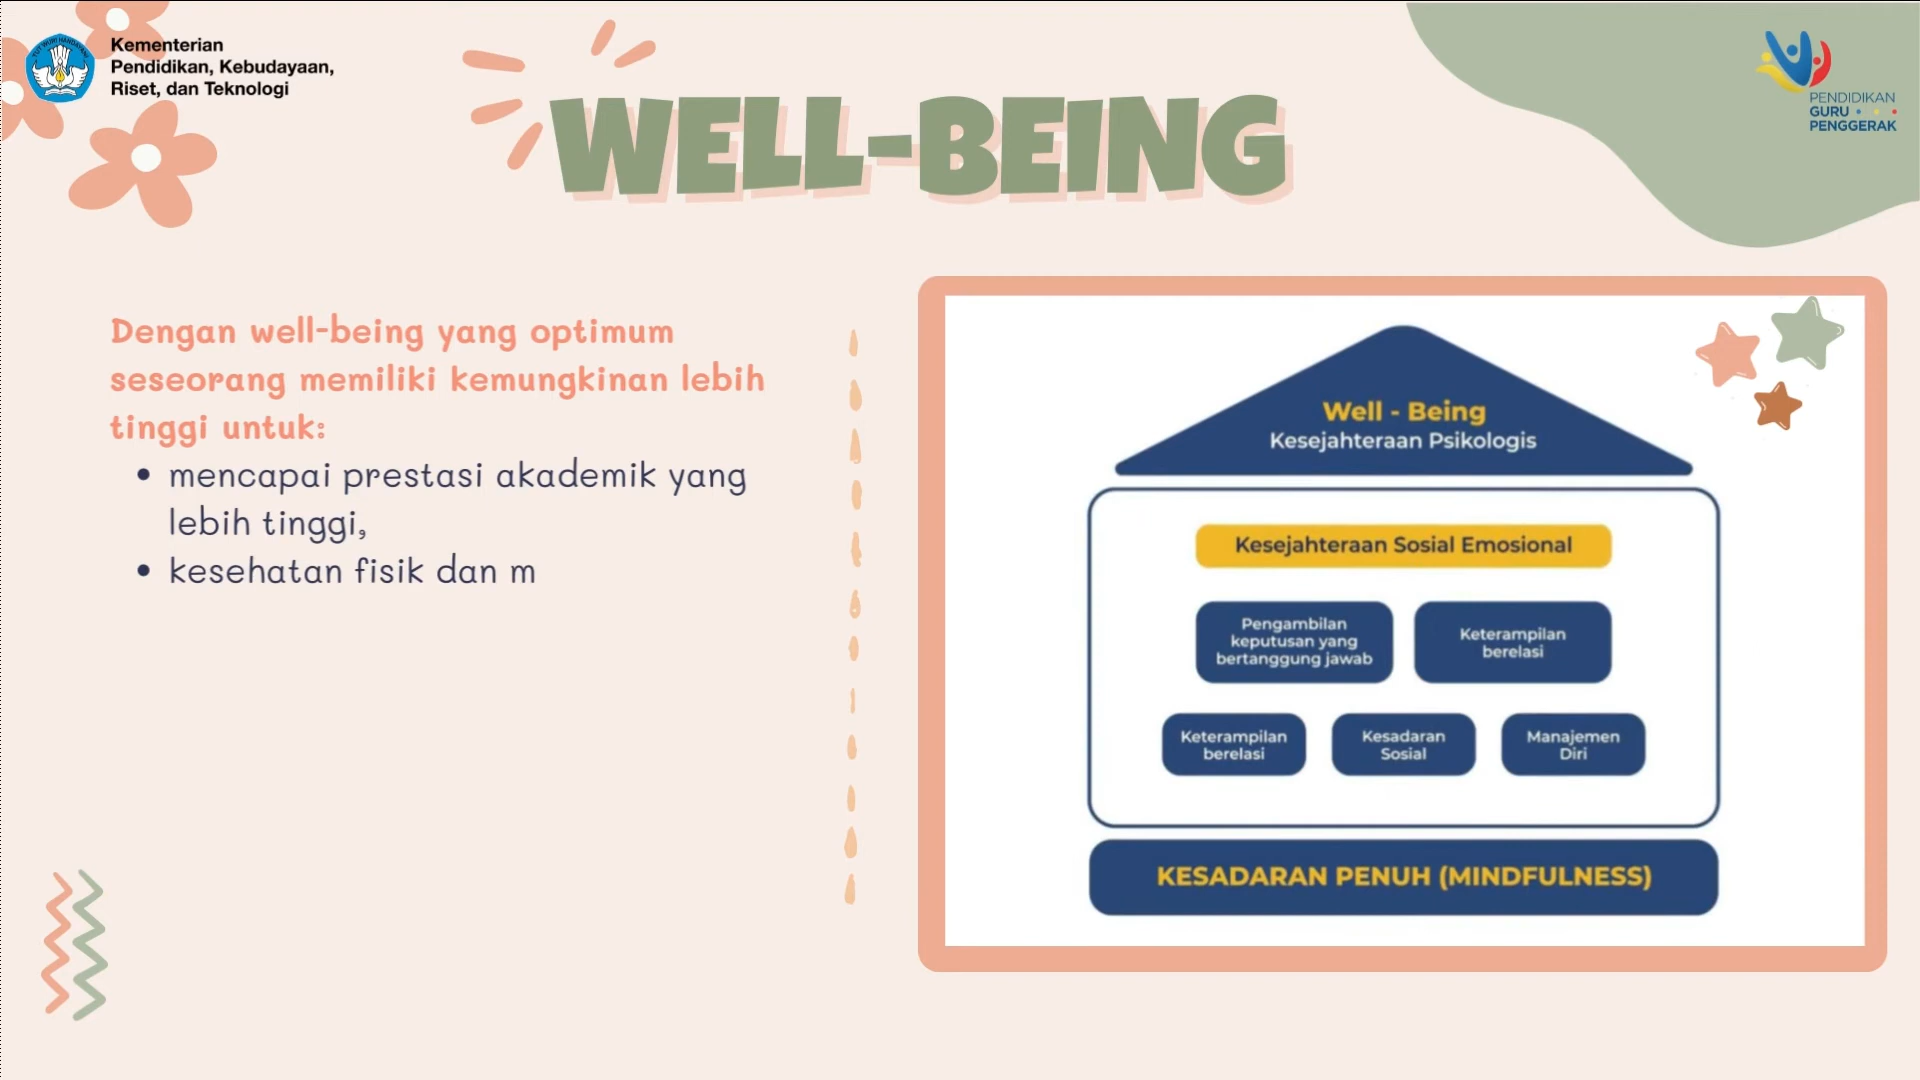 Kementerian
Pendidikan, Kebudayaan,
Riset, dan Teknologi
PENDIDIKAN
GURU
PENGGERAK
WELL-BEING
Dengan well-being yang optimum
seseorang memiliki kemungkinan lebih
tinggi untuk:
• mencapai prestasi akademik yang
lebih tinggi,
• kesehatan fisik dan m
Well - Being
Kesejahteraan Psikologis
Kesejahteraan Sosial Emosional
Pengambilan
keputusan yang
bertanggung jawab
Keterampilan
berelasi
Keterampilan
berelasi
Kesadaran
Sosial
Manajemen
Diri
KESADARAN PENUH (MINDFULNESS)